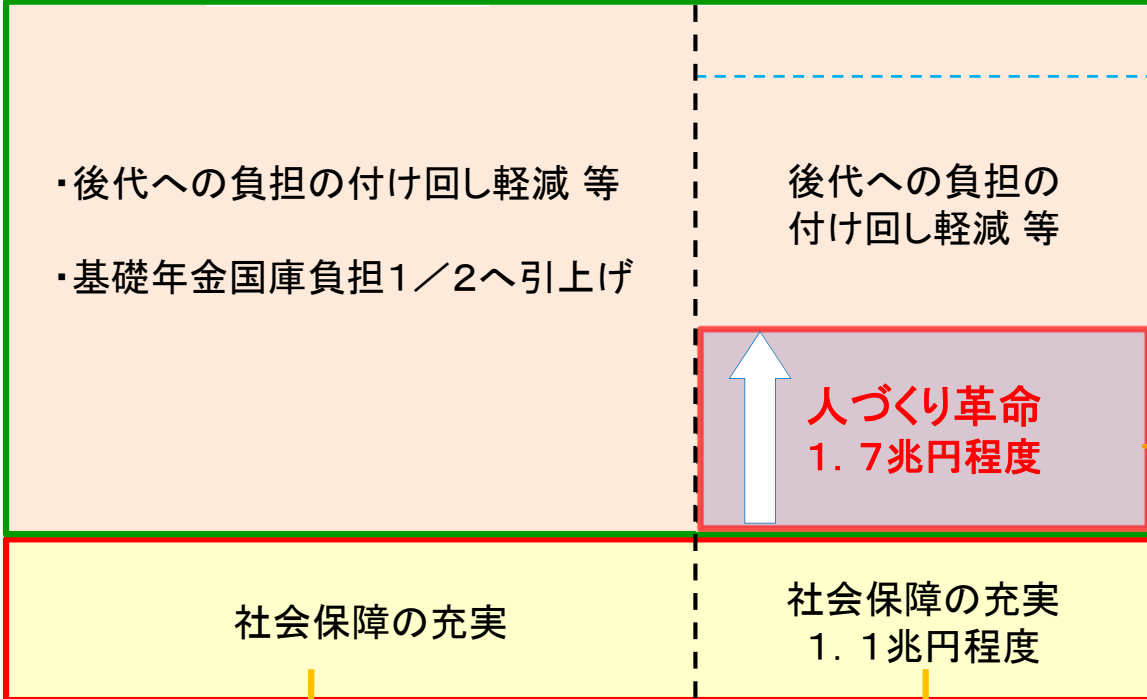 ・後代への負担の付け回し軽減 等
・基礎年金国庫負担1／2へ引上げ
後代への負担の
付け回し軽減 等
人づくり革命
1．7兆円程度
社会保障の充実
社会保障の充実
1．1兆円程度